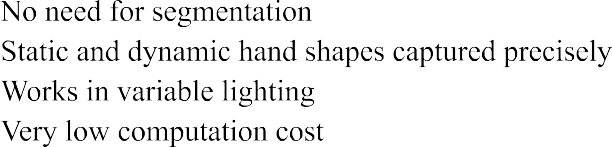 No need for segmentation
Static and dynamic hand shapes captured precisely
Works in variable lighting
Very low computation cost